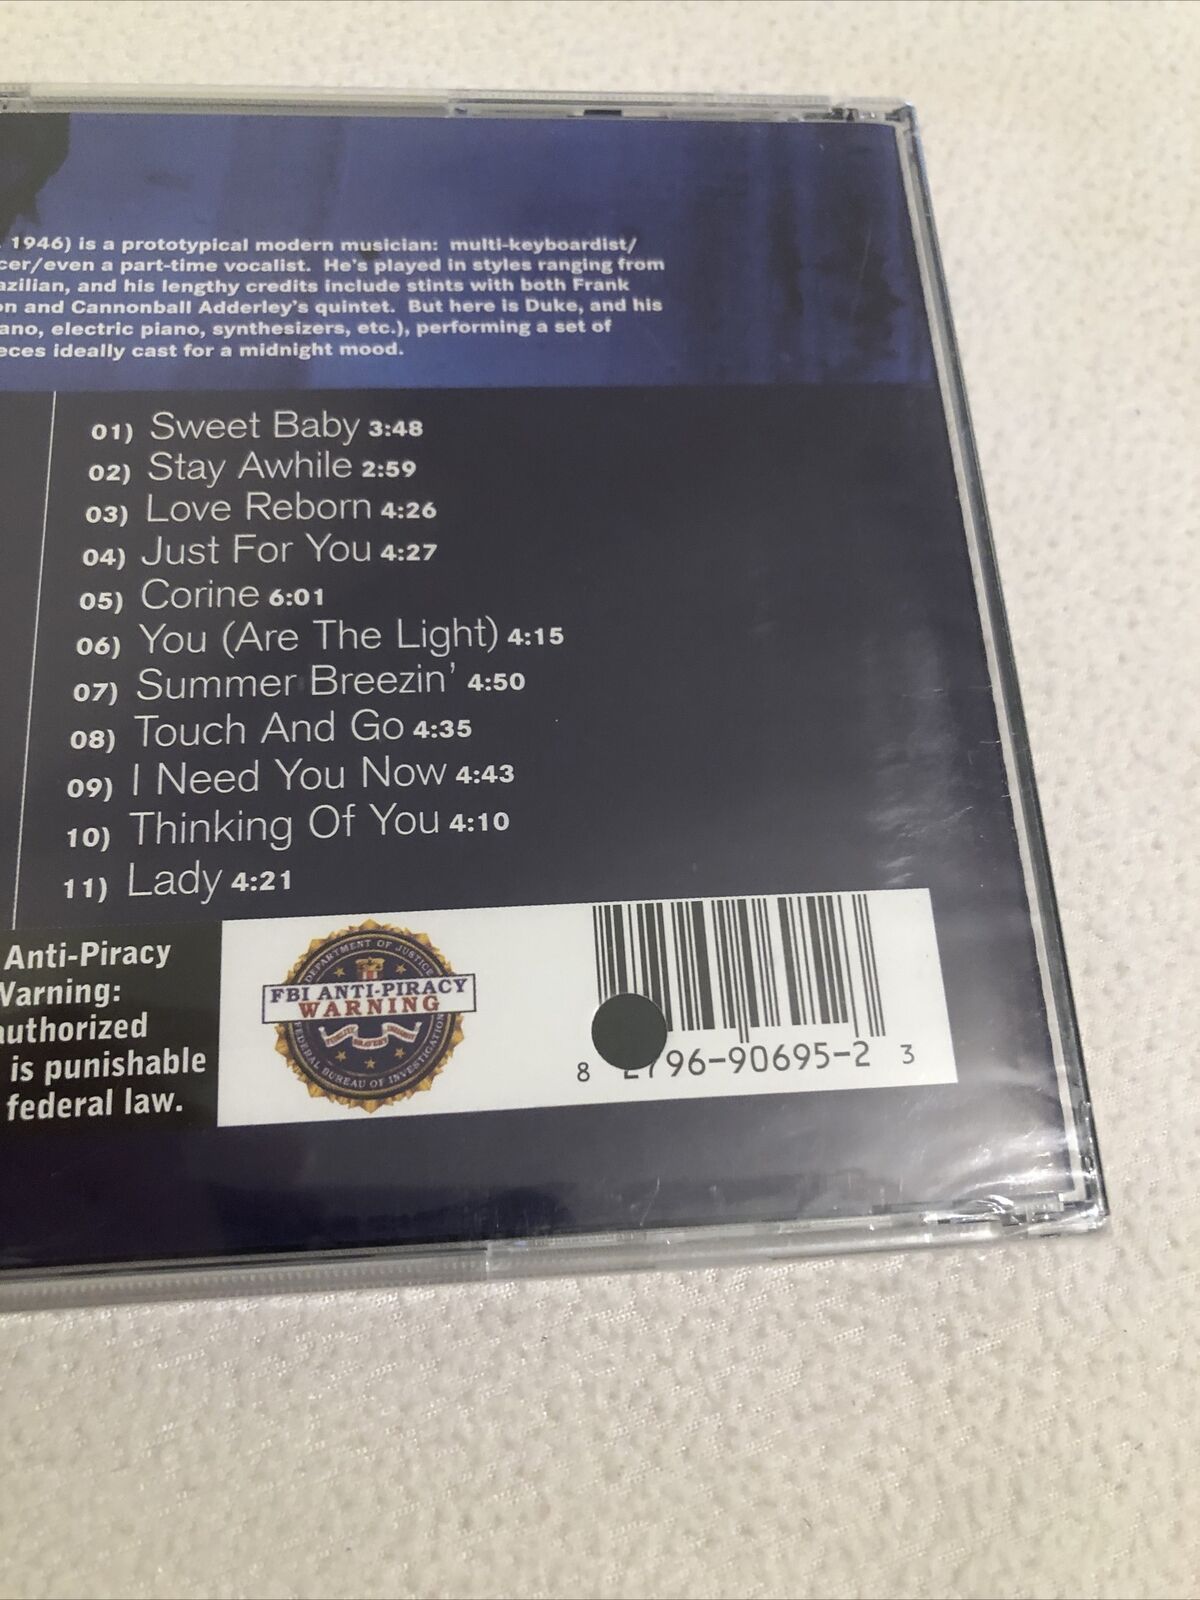 1946) is a prototypical modern musician: multi-keyboardist/
cer/even a part-time vocalist. He's played in styles ranging from
azilian, and his lengthy credits include stints with both Frank
on and Cannonball Adderley's quintet. But here is Duke, and his
ano, electric piano, synthesizers, etc.), performing a set of
eces ideally cast for a midnight mood.
01) Sweet Baby 3:48
02) Stay Awhile 2:59
03) Love Reborn 4:26
04) Just For You 4:27
05) Corine 6:01
06) You (Are The Light) 4:15
07) Summer Breezin' 4:50
08) Touch And Go 4:35
09) I Need You Now 4:43
10) Thinking Of You 4:10
11) Lady 4:21
Anti-Piracy
Warning:
authorized
is punishable
federal law.
DEPARTMENT OF JUSTICE
FBI ANTI-PIRACY
WARNING
FIDELITY BRAVERY INTEGRITY
FEDERAL BUREAU OF INVESTIGATION
8 2796-90695-2 3